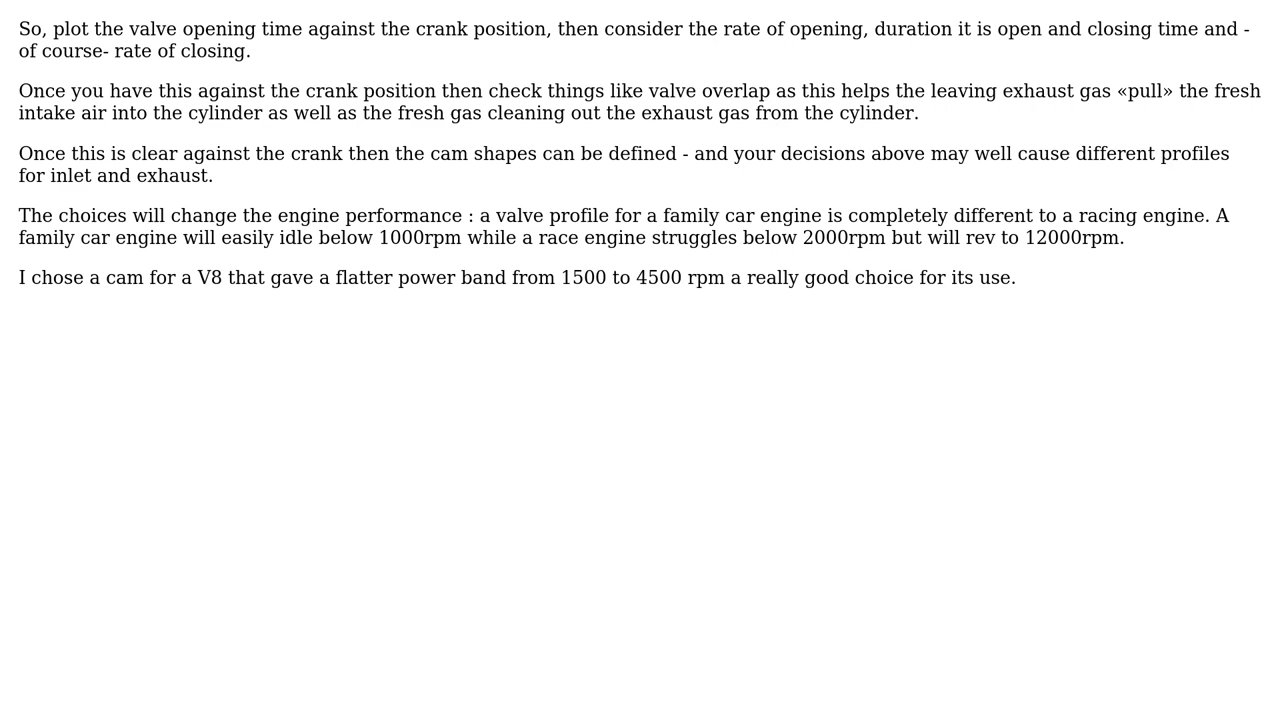 So, plot the valve opening time against the crank position, then consider the rate of opening, duration it is open and closing time and -
of course- rate of closing.
Once you have this against the crank position then check things like valve overlap as this helps the leaving exhaust gas «pull» the fresh
intake air into the cylinder as well as the fresh gas cleaning out the exhaust gas from the cylinder.
Once this is clear against the crank then the cam shapes can be defined - and your decisions above may well cause different profiles
for inlet and exhaust.
The choices will change the engine performance : a valve profile for a family car engine is completely different to a racing engine. A
family car engine will easily idle below 1000rpm while a race engine struggles below 2000rpm but will rev to 12000rpm.
I chose a cam for a V8 that gave a flatter power band from 1500 to 4500 rpm a really good choice for its use.